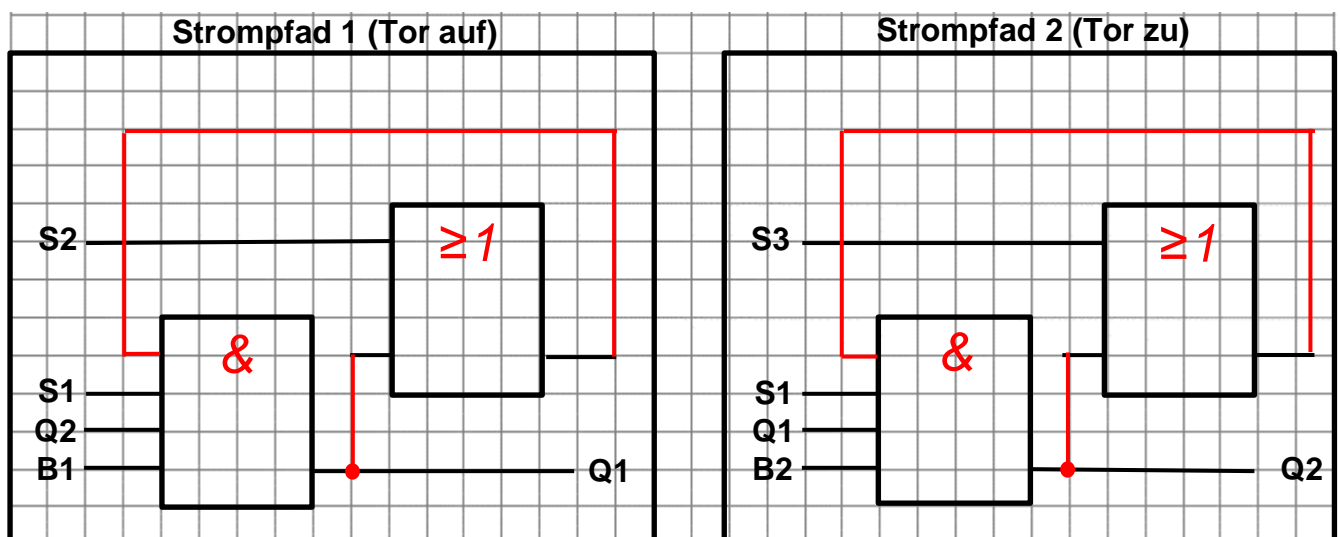 Strompfad 1 (Tor auf)
S2
≥1
&
S1
Q2
B1
Q1
Strompfad 2 (Tor zu)
S3
≥1
&
S1
Q1
B2
Q2